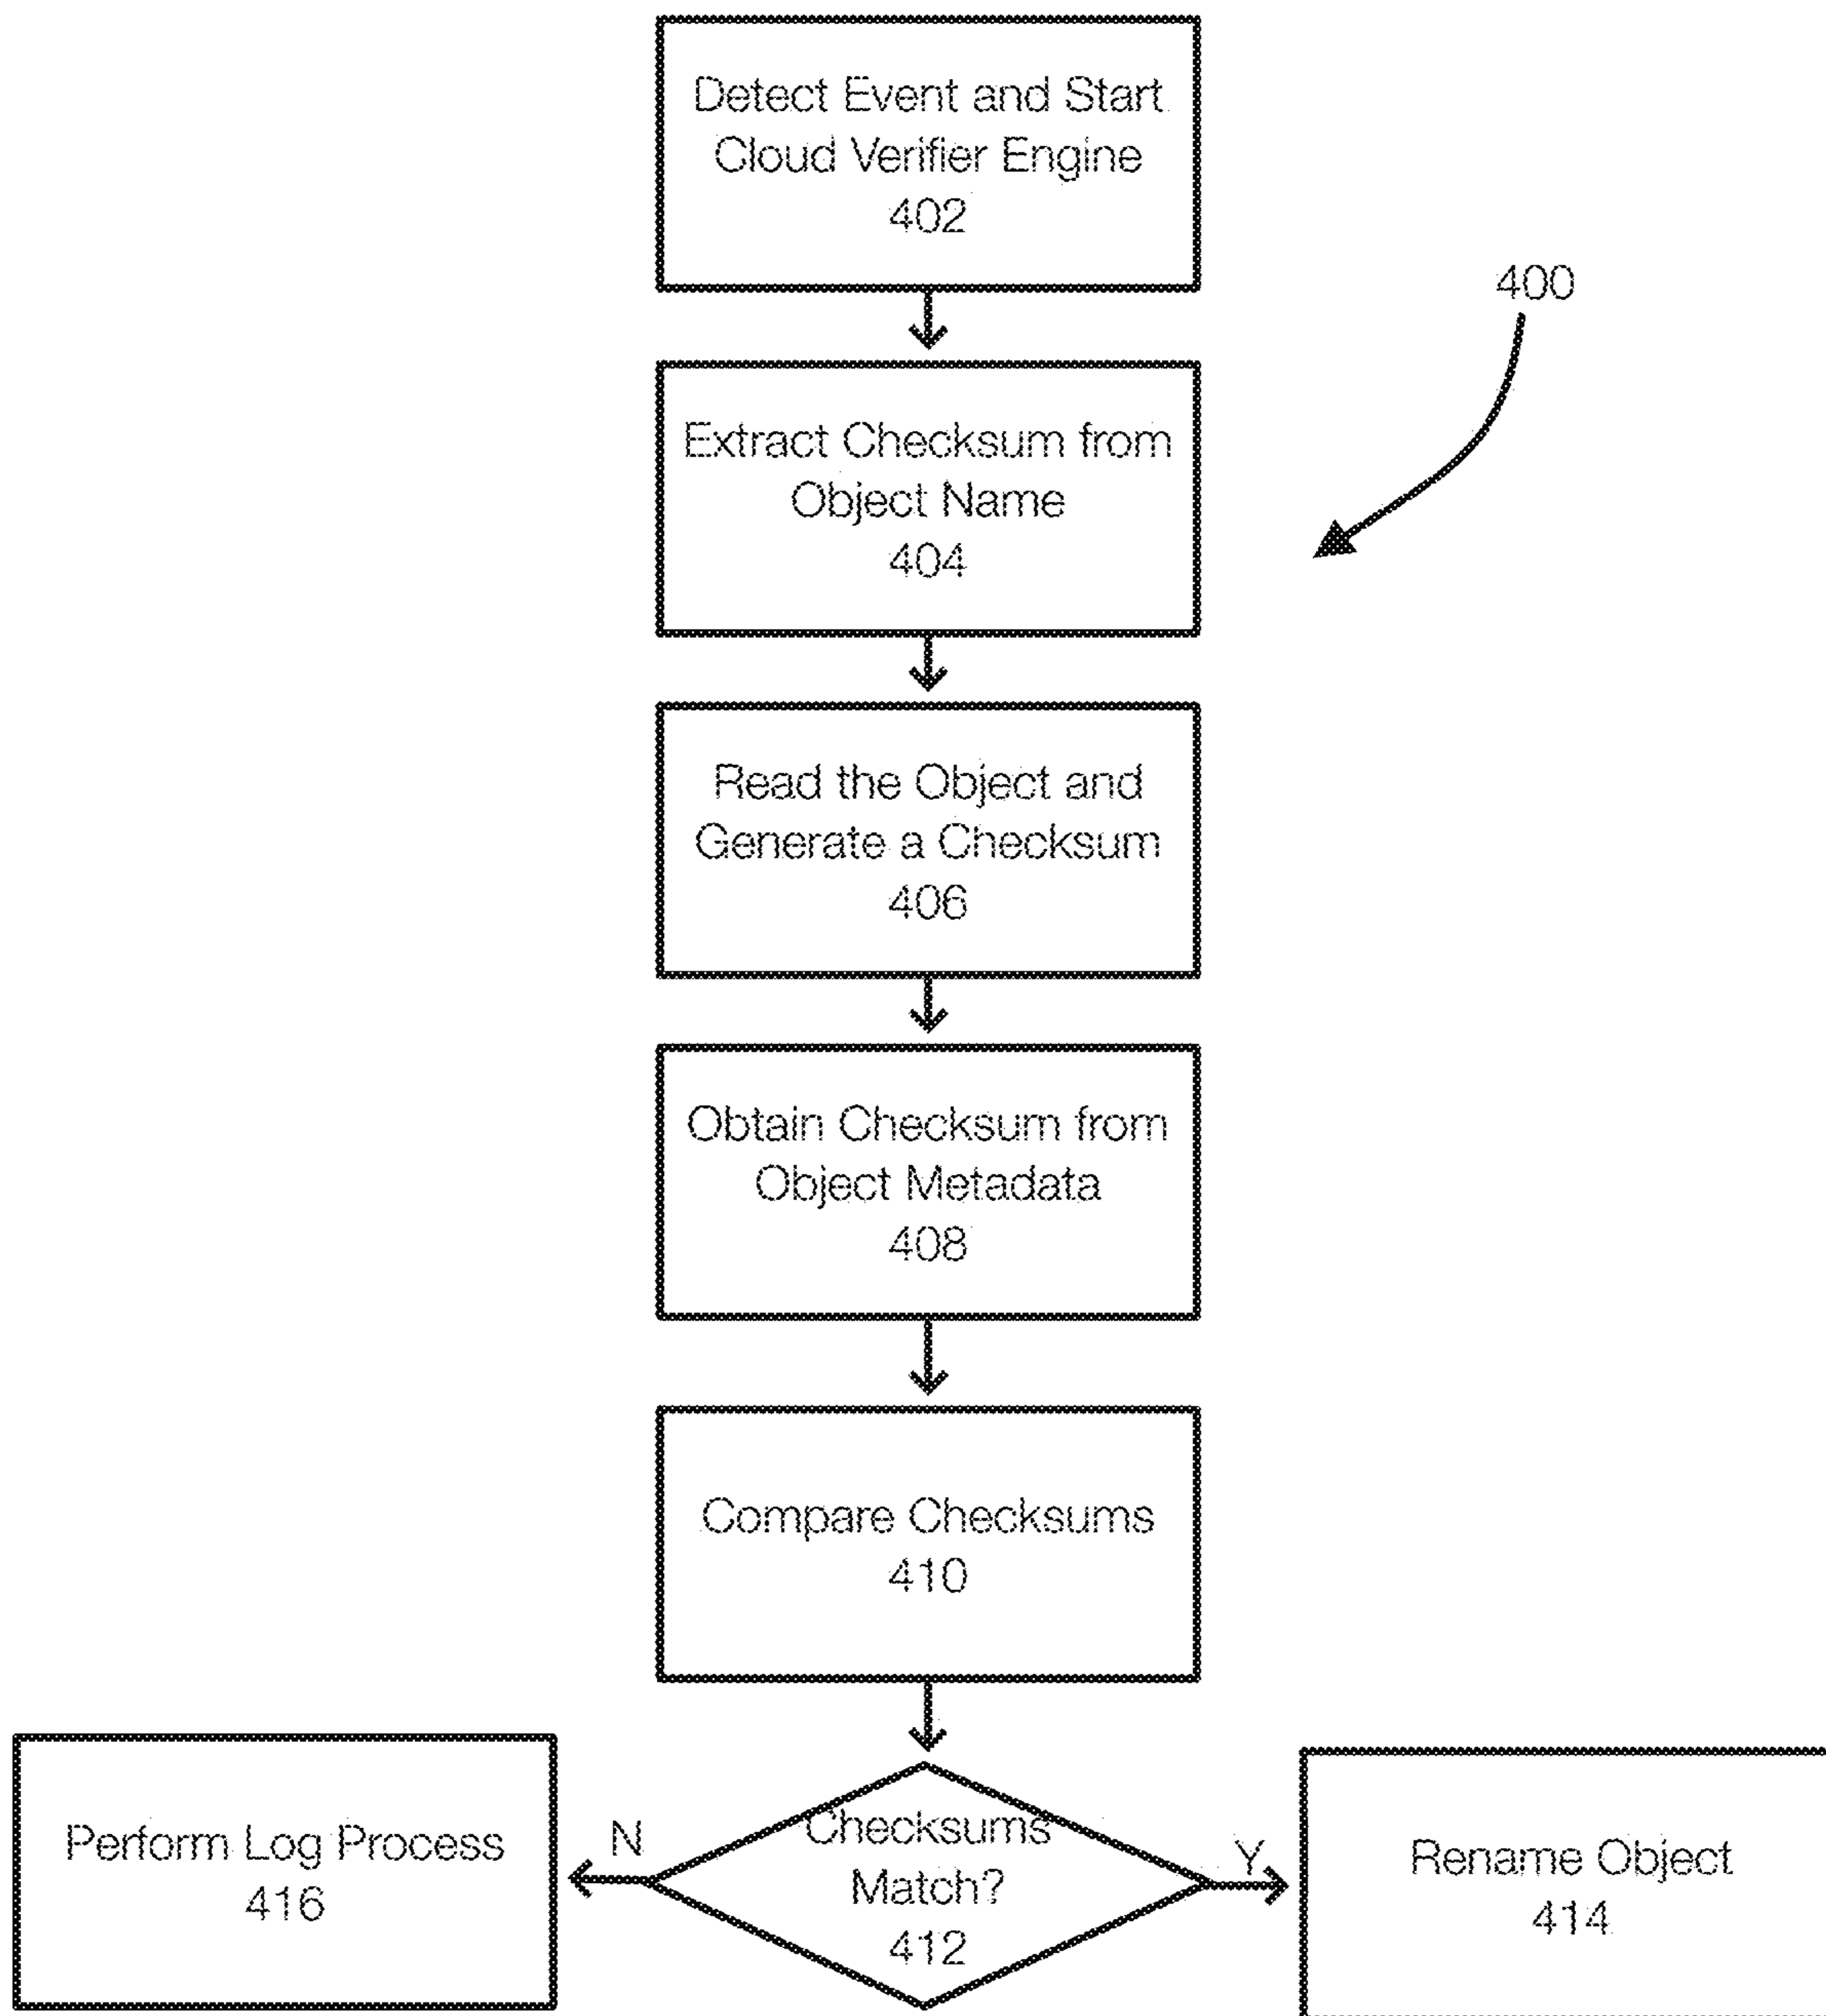 Detect Event and Start
Cloud Verifier Engine
402
400
Extract Checksum from
Object Name
404
Read the Object and
Generate a Checksum
406
Obtain Checksum from
Object Metadata
408
Compare Checksums
410
Perform Log Process
416
N
Checksums
Match?
412
Y
Rename Object
414